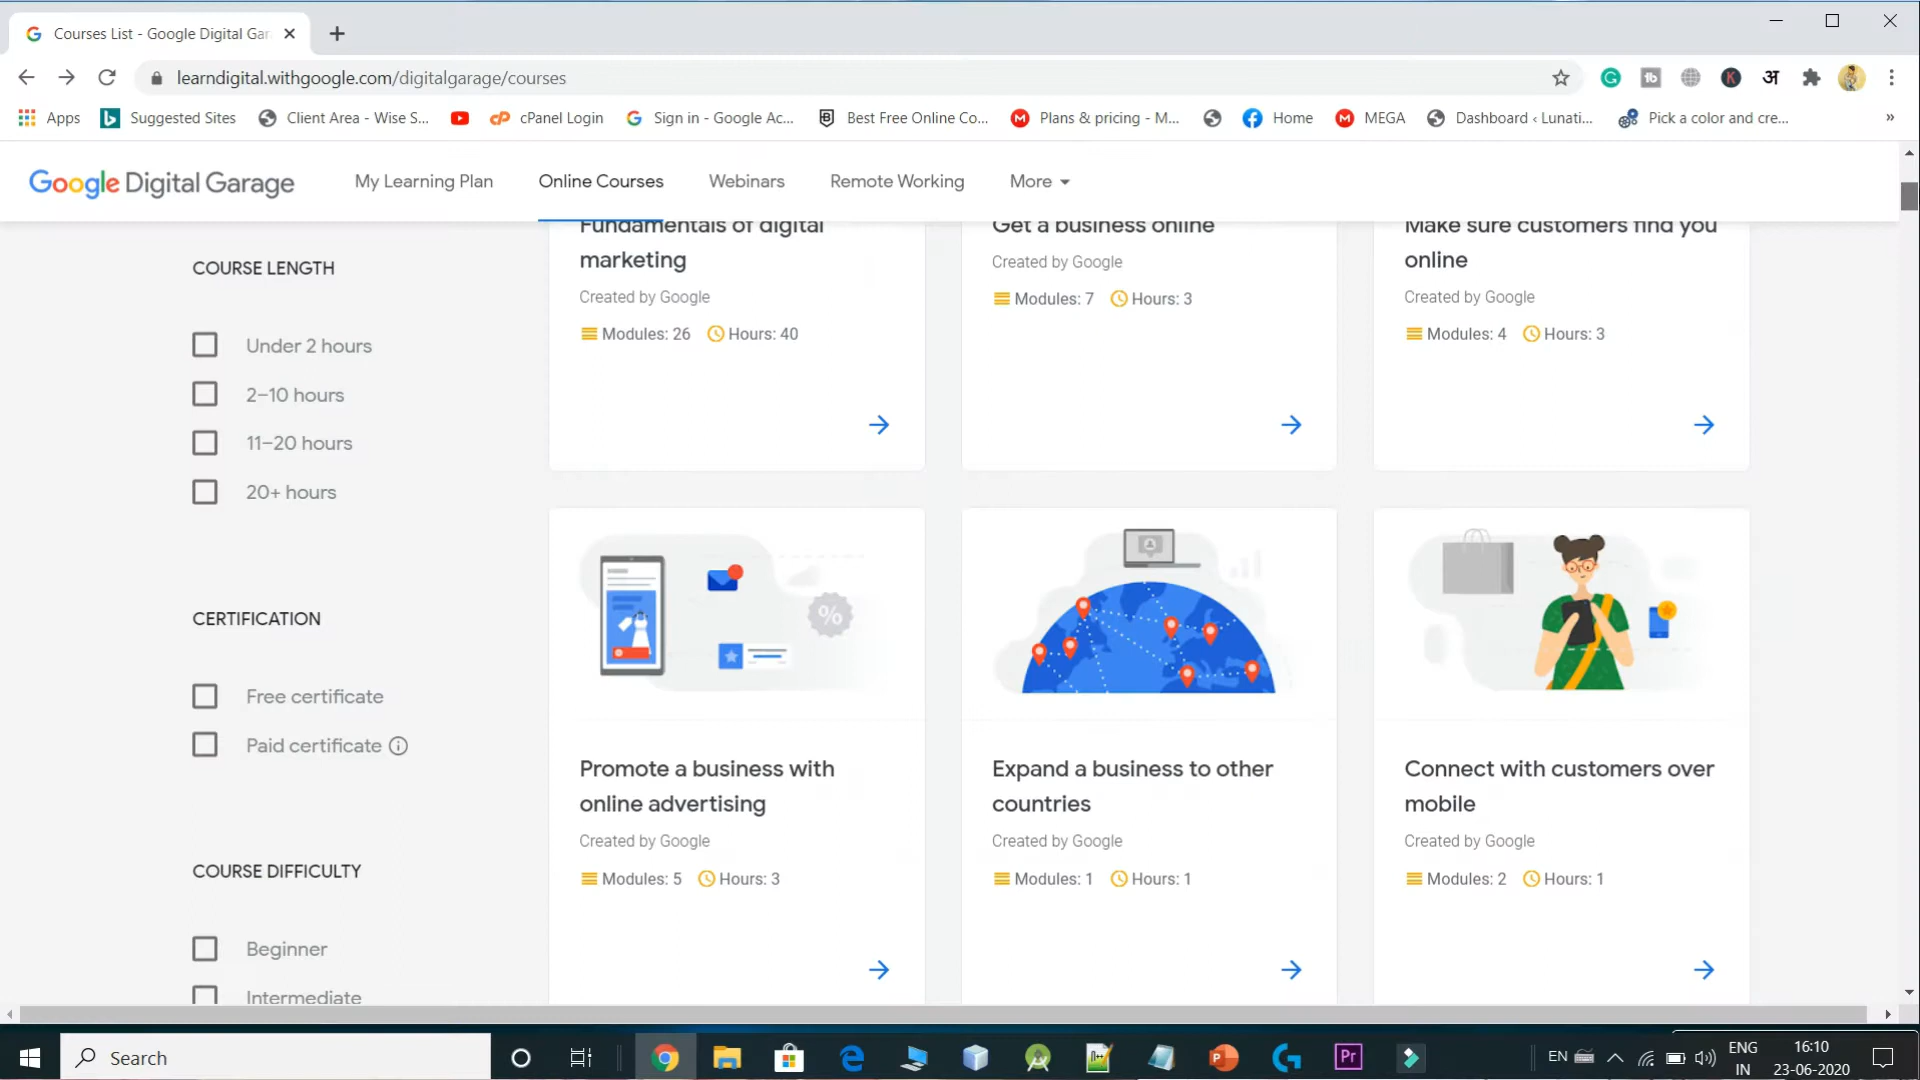 Courses List - Google Digital Gar
learndigital.withgoogle.com/digitalgarage/courses
Apps
Suggested Sites
Client Area - Wise S...
cPanel Login
Sign in - Google Ac...
Best Free Online Co...
Plans & pricing - M...
Home
MEGA
Dashboard ‹ Lunati...
Pick a color and cre...
»
Google Digital Garage
My Learning Plan
Online Courses
Webinars
Remote Working
More
COURSE LENGTH
Under 2 hours
2–10 hours
11–20 hours
20+ hours
CERTIFICATION
Free certificate
Paid certificate
COURSE DIFFICULTY
Beginner
Intermediate
Fundamentals of digital
marketing
Created by Google
Modules: 26 Hours: 40
Get a business online
Created by Google
Modules: 7 Hours: 3
Make sure customers find you
online
Created by Google
Modules: 4 Hours: 3
%
Promote a business with
online advertising
Created by Google
Modules: 5 Hours: 3
Expand a business to other
countries
Created by Google
Modules: 1 Hours: 1
Connect with customers over
mobile
Created by Google
Modules: 2 Hours: 1
Search
EN
ENG
IN
16:10
23-06-2020